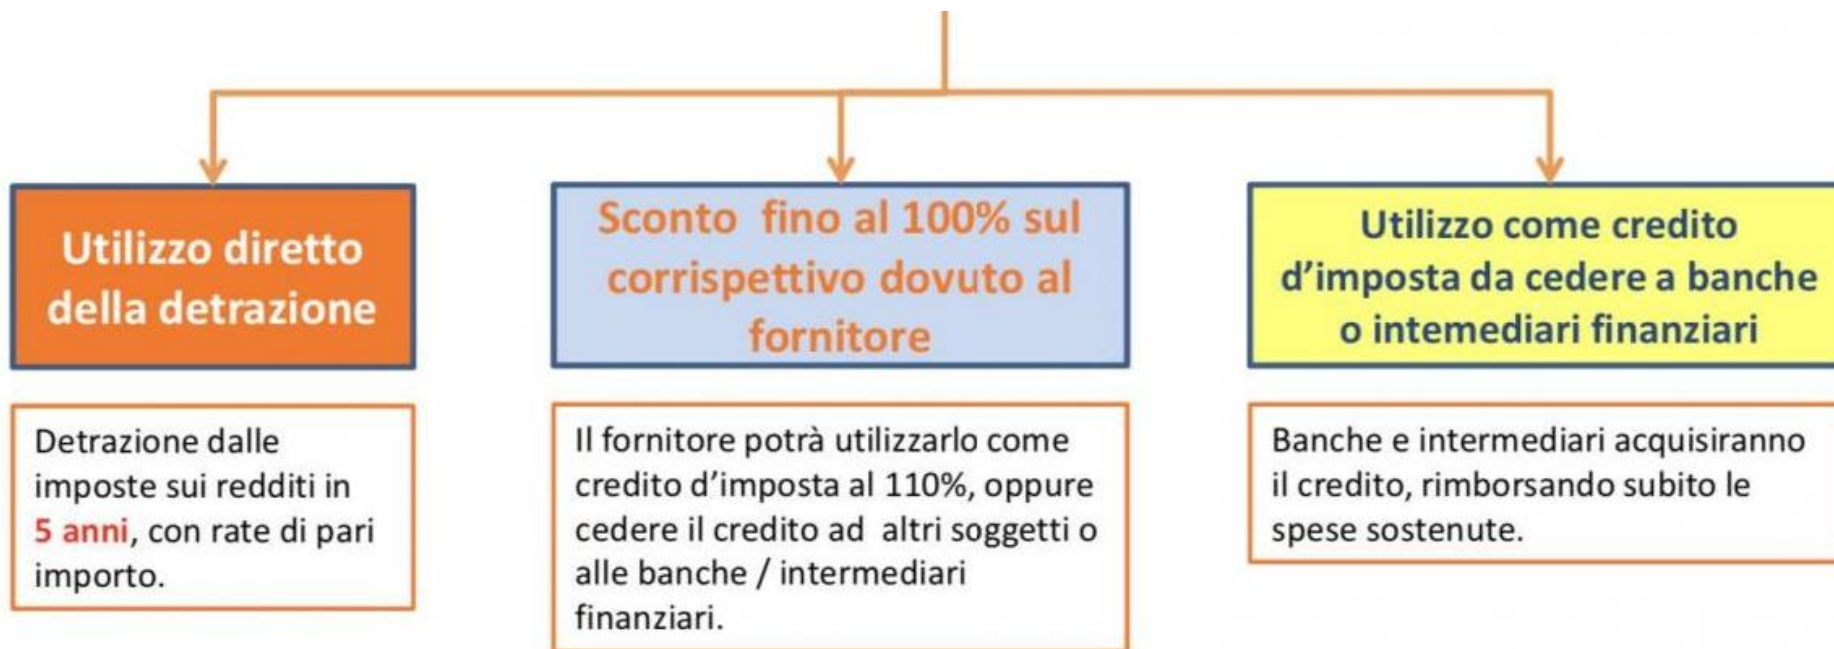 Utilizzo diretto
della detrazione
Sconto fino al 100% sul
corrispettivo dovuto al
fornitore
Utilizzo come credito
d'imposta da cedere a banche
o intemediari finanziari
Detrazione dalle
imposte sui redditi in
5 anni, con rate di pari
importo.
Il fornitore potrà utilizzarlo come
credito d'imposta al 110%, oppure
cedere il credito ad altri soggetti o
alle banche / intermediari
finanziari.
Banche e intermediari acquisiranno
il credito, rimborsando subito le
spese sostenute.